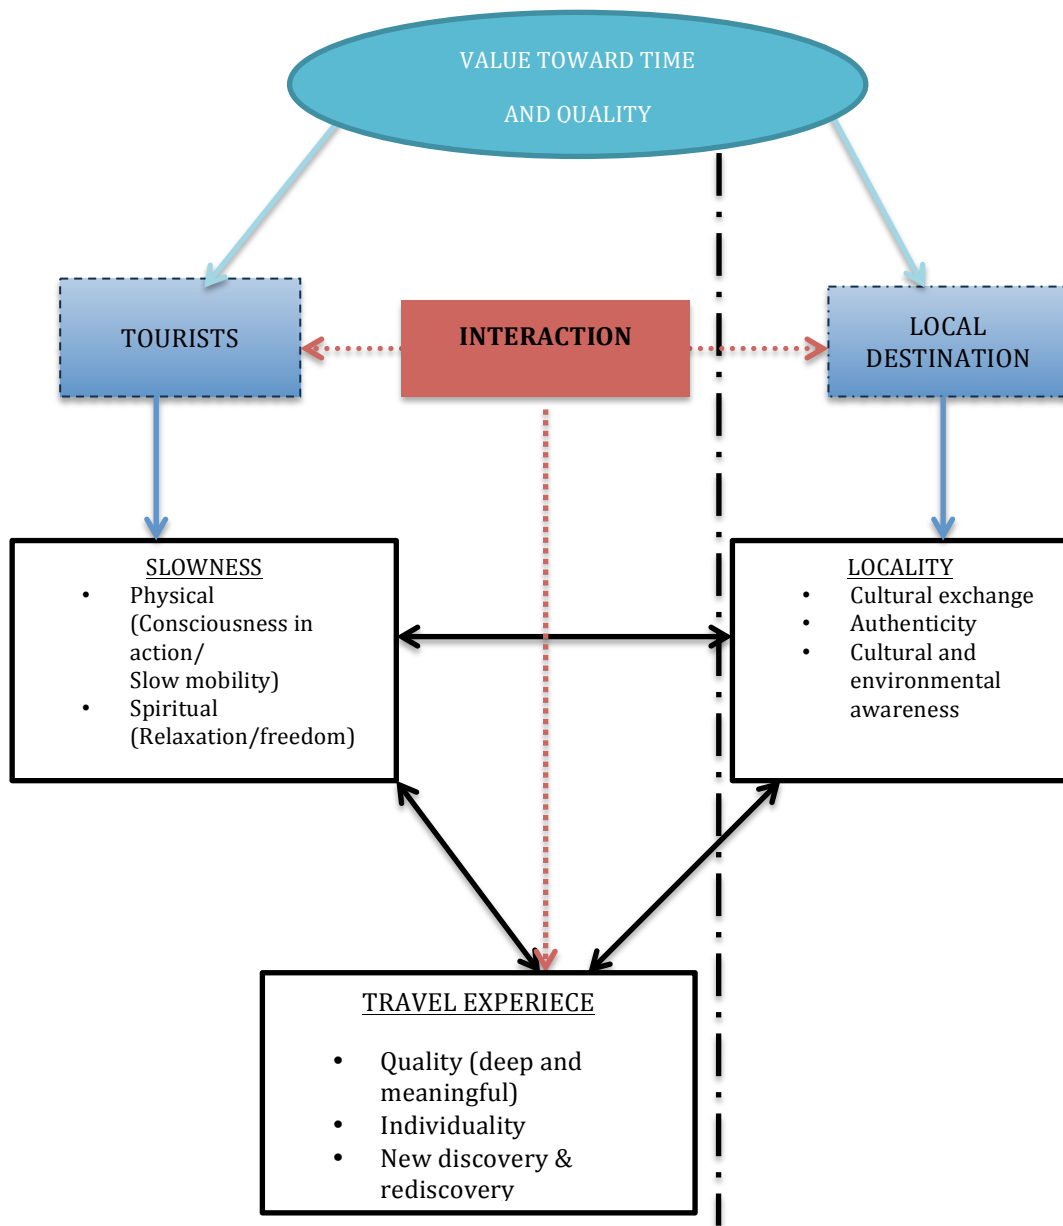 VALUE TOWARD TIME
AND QUALITY
TOURISTS
INTERACTION
LOCAL
DESTINATION
SLOWNESS
• Physical
(Consciousness in
action/
Slow mobility)
• Spiritual
(Relaxation/freedom)
LOCALITY
• Cultural exchange
• Authenticity
• Cultural and
environmental
awareness
TRAVEL EXPERIECE
• Quality (deep and
meaningful)
• Individuality
• New discovery &
rediscovery